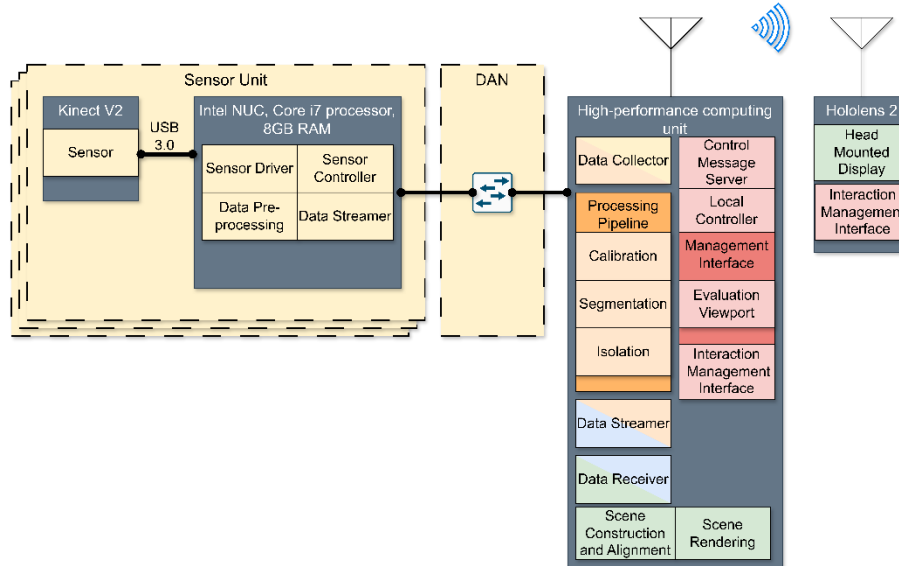 Sensor Unit
Kinect V2
Sensor
USB
3.0
Intel NUC, Core i7 processor,
8GB RAM
Sensor Driver
Sensor
Controller
Data Pre-
processing
Data Streamer
DAN
High-performance computing
unit
Data Collector
Processing
Pipeline
Calibration
Segmentation
Isolation
Data Streamer
Data Receiver
Scene
Construction
and Alignment
Scene
Rendering
Control
Message
Server
Local
Controller
Management
Interface
Evaluation
Viewport
Interaction
Management
Interface
Hololens 2
Head
Mounted
Display
Interaction
Management
Interface